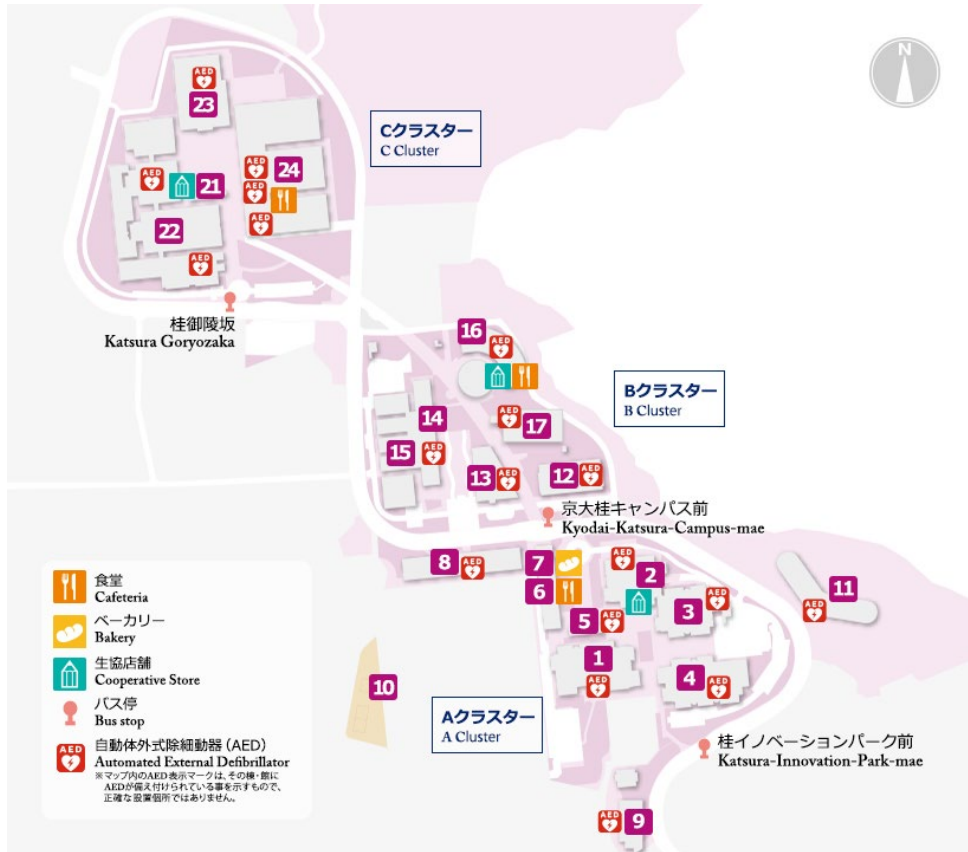 N
AED
23
Cクラスター
C Cluster
AED
24
AED
21
AED
22
AED
AED
桂御陵坂
Katsura Goryozaka
16
AED
Bクラスター
B Cluster
14
AED
17
15
AED
13
AED
12
AED
京大桂キャンパス前
Kyodai-Katsura-Campus-mae
8
AED
7
AED
2
6
11
AED
3
AED
5
AED
1
AED
4
AED
10
Aクラスター
A Cluster
桂イノベーションパーク前
Katsura-Innovation-Park-mae
AED
9
食堂
Cafeteria
ベーカリー
Bakery
生協店舗
Cooperative Store
バス停
Bus stop
AED
自動体外式除細動器（AED）
Automated External Defibrillator
※マップ内のAED表示マークは、その棟・館に
AEDが備え付けられている事を示すもので、
正確な設置個所ではありません。